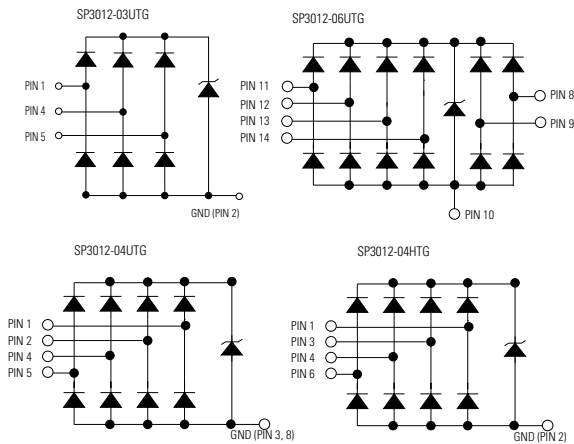 SP3012-03UTG
PIN 1
PIN 4
PIN 5
GND (PIN 2)
SP3012-06UTG
PIN 11
PIN 12
PIN 13
PIN 14
PIN 8
PIN 9
PIN 10
SP3012-04UTG
PIN 1
PIN 2
PIN 4
PIN 5
GND (PIN 3, 8)
SP3012-04HTG
PIN 1
PIN 3
PIN 4
PIN 6
GND (PIN 2)